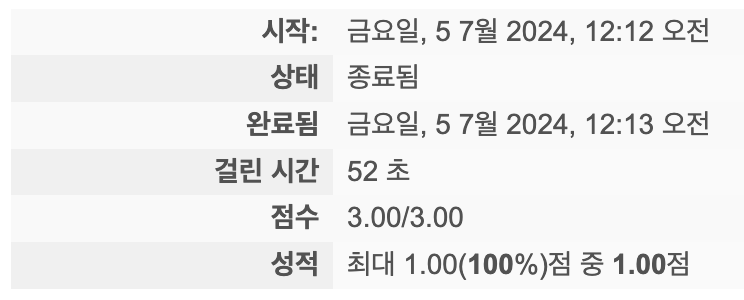 시작: 금요일, 5 7월 2024, 12:12 오전
상태 종료됨
완료됨 금요일, 5 7월 2024, 12:13 오전
걸린 시간 52 초
점수 3.00/3.00
성적 최대 1.00(100%)점 중 1.00점